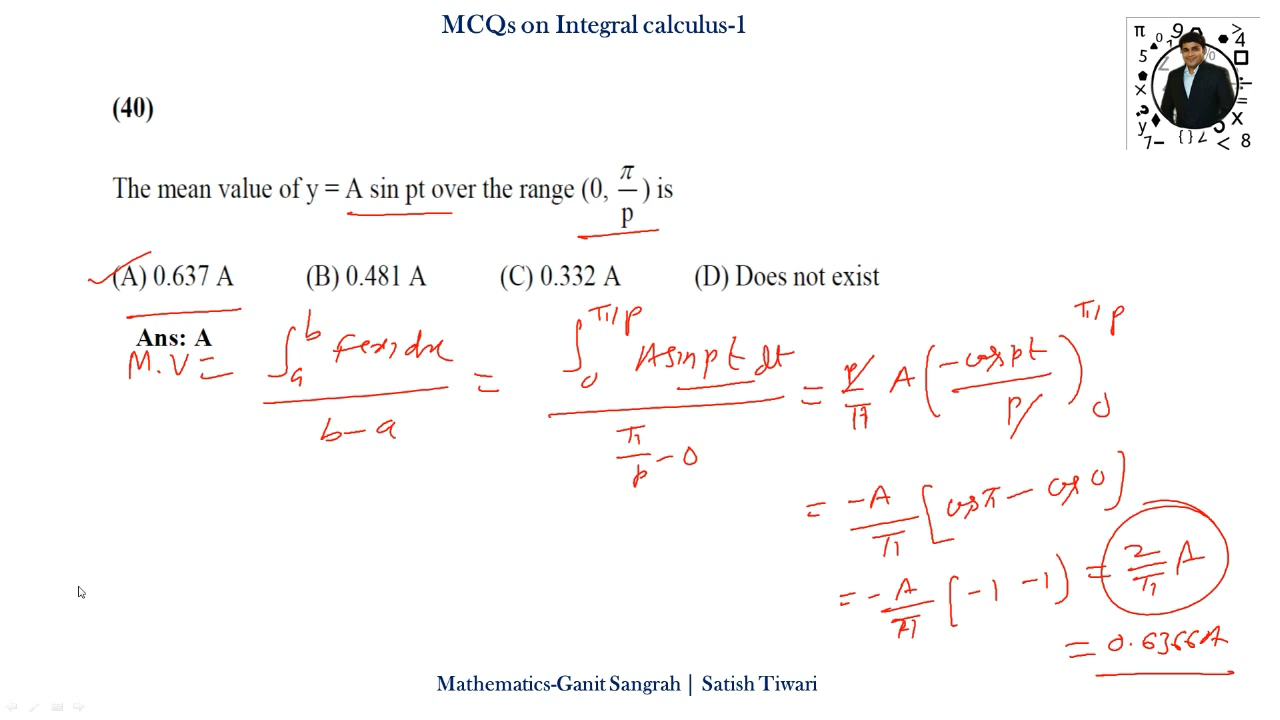 MCQs on Integral calculus-1
(40)
The mean value of y = A sin pt over the range (0, π/p) is
(A) 0.637 A (B) 0.481 A (C) 0.332 A (D) Does not exist
Ans: A
M.V = ∫_a^b f(x) dx / (b - a) = ∫_0^{π/p} A sin pt dt / (π/p - 0) = p/π A (-cos pt / p)_0^{π/p}
= -A/π [cos π - cos 0]
= -A/π [-1 -1) = 2/π A
= 0.6366A
Mathematics-Ganit Sangrah | Satish Tiwari